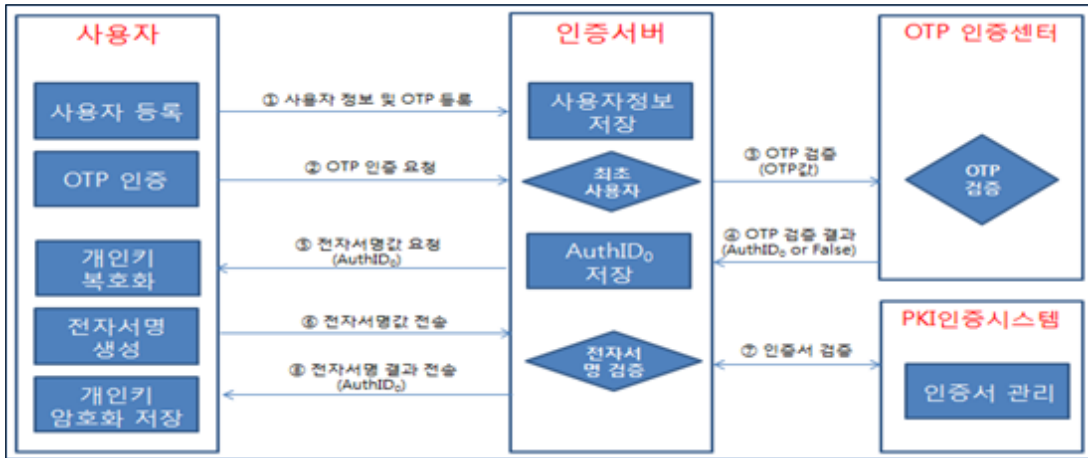 사용자
인증서버
OTP 인증센터
사용자 등록
① 사용자 정보 및 OTP 등록
사용자정보
저장
OTP 인증
② OTP 인증 요청
최초
사용자
③ OTP 검증
(OTP값)
OTP
검증
개인키
복호화
⑤ 전자서명값 요청
(AuthID₀)
AuthID₀
저장
④ OTP 검증 결과
(AuthID₀ or False)
전자서명
생성
⑥ 전자서명값 전송
전자서
명 검증
⑦ 인증서 검증
PKI인증시스템
인증서 관리
개인키
암호화 저장
⑧ 전자서명 결과 전송
(AuthID₀)